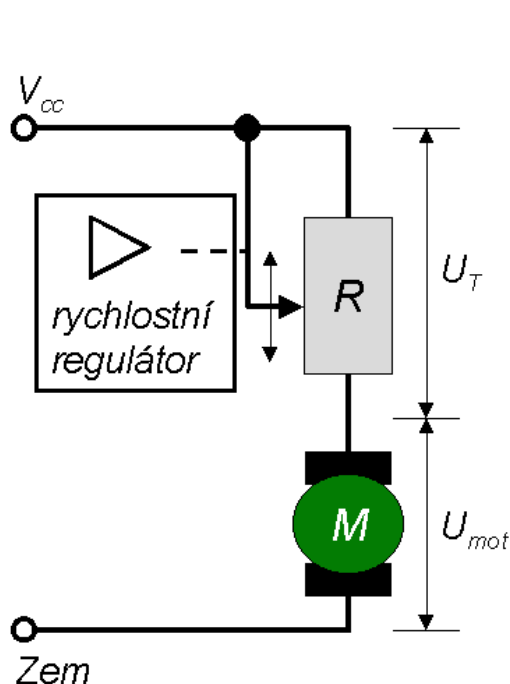 Vcc
rychlostní
regulátor
R
UT
M
Umot
Zem